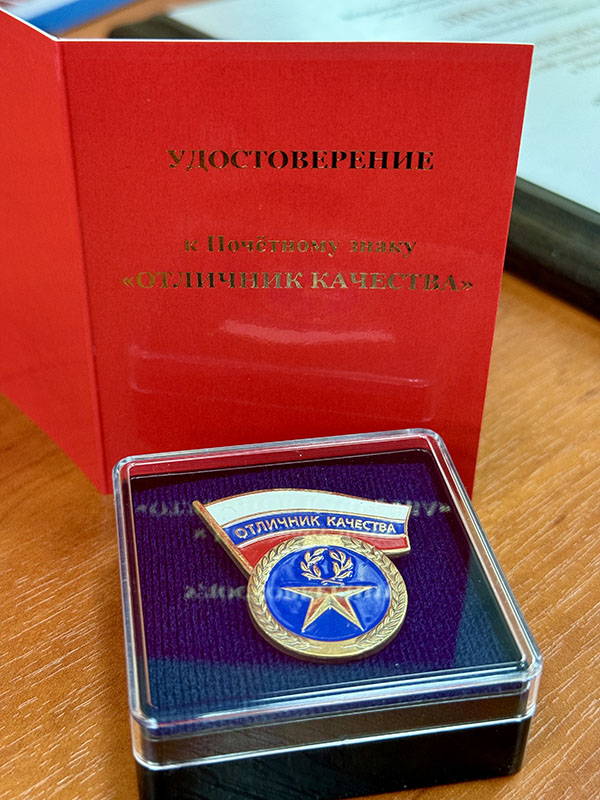 УДОСТОВЕРЕНИЕ
к Почётному знаку
«ОТЛИЧНИК КАЧЕСТВА»
ОТЛИЧНИК КАЧЕСТВА